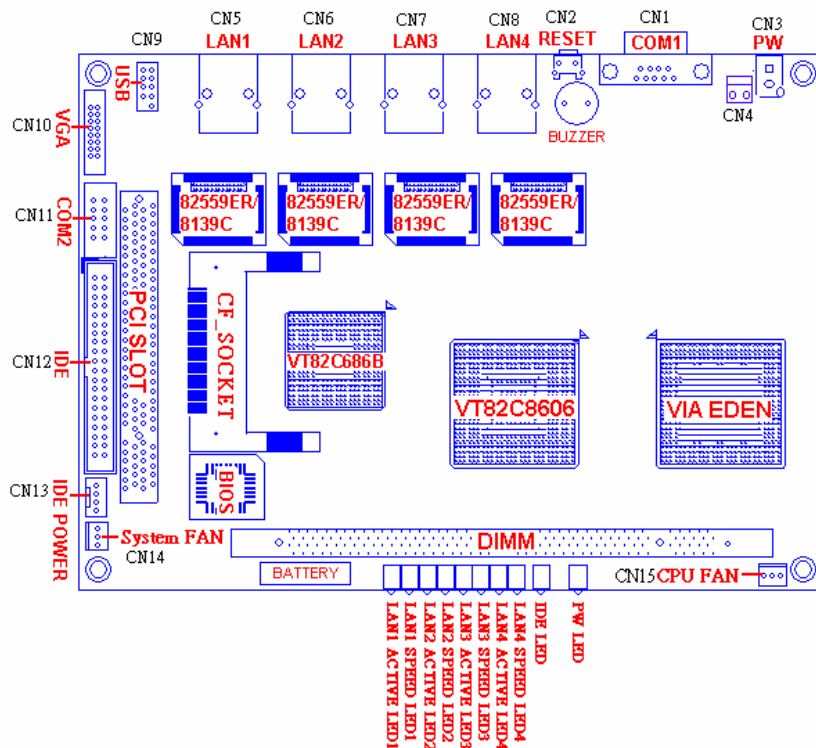 CN5
CN6
CN7
CN8
CN2
CN1
CN3
CN9
LAN1
LAN2
LAN3
LAN4
RESET
COM1
PW
USB
CN10
VGA
CN4
BUZZER
82559ER/
8139C
82559ER/
8139C
82559ER/
8139C
82559ER/
8139C
CN11
COM2
PCI SLOT
CF_SOCKET
CN12
IDE
VT82C686B
VT82C8606
VIA EDEN
BIOS
CN13
IDE POWER
System FAN
CN14
DIMM
BATTERY
CN15
CPU FAN
LAN1 ACTIVE LED1
LAN1 SPEED LED1
LAN2 ACTIVE LED2
LAN2 SPEED LED2
LAN3 ACTIVE LED3
LAN3 SPEED LED3
LAN4 ACTIVE LED4
LAN4 SPEED LED4
IDE LED
PW LED